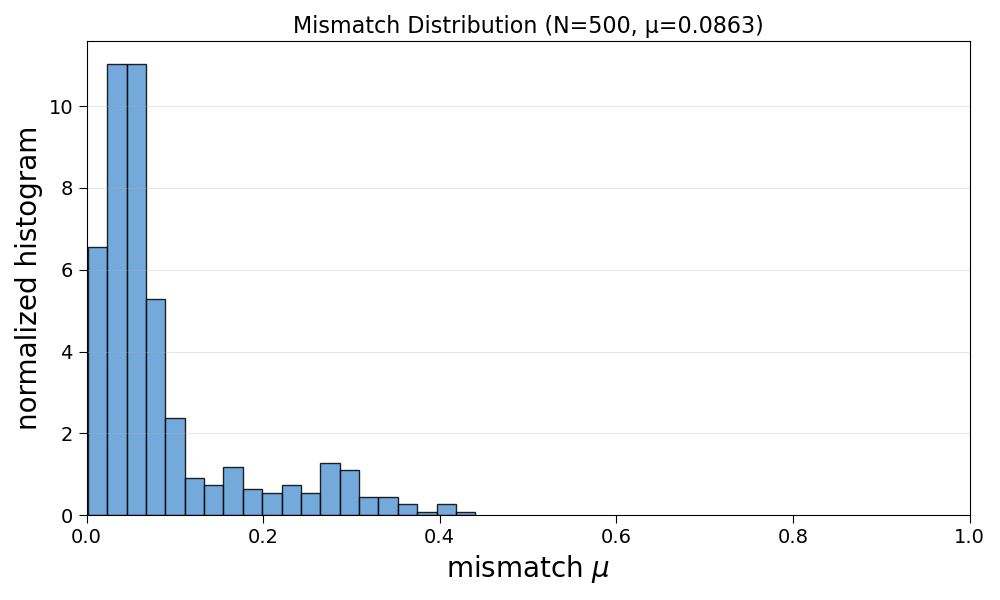 Mismatch Distribution (N=500, μ=0.0863)
normalized histogram
10
8
6
4
2
0
0.0 0.2 0.4 0.6 0.8 1.0
mismatch μ